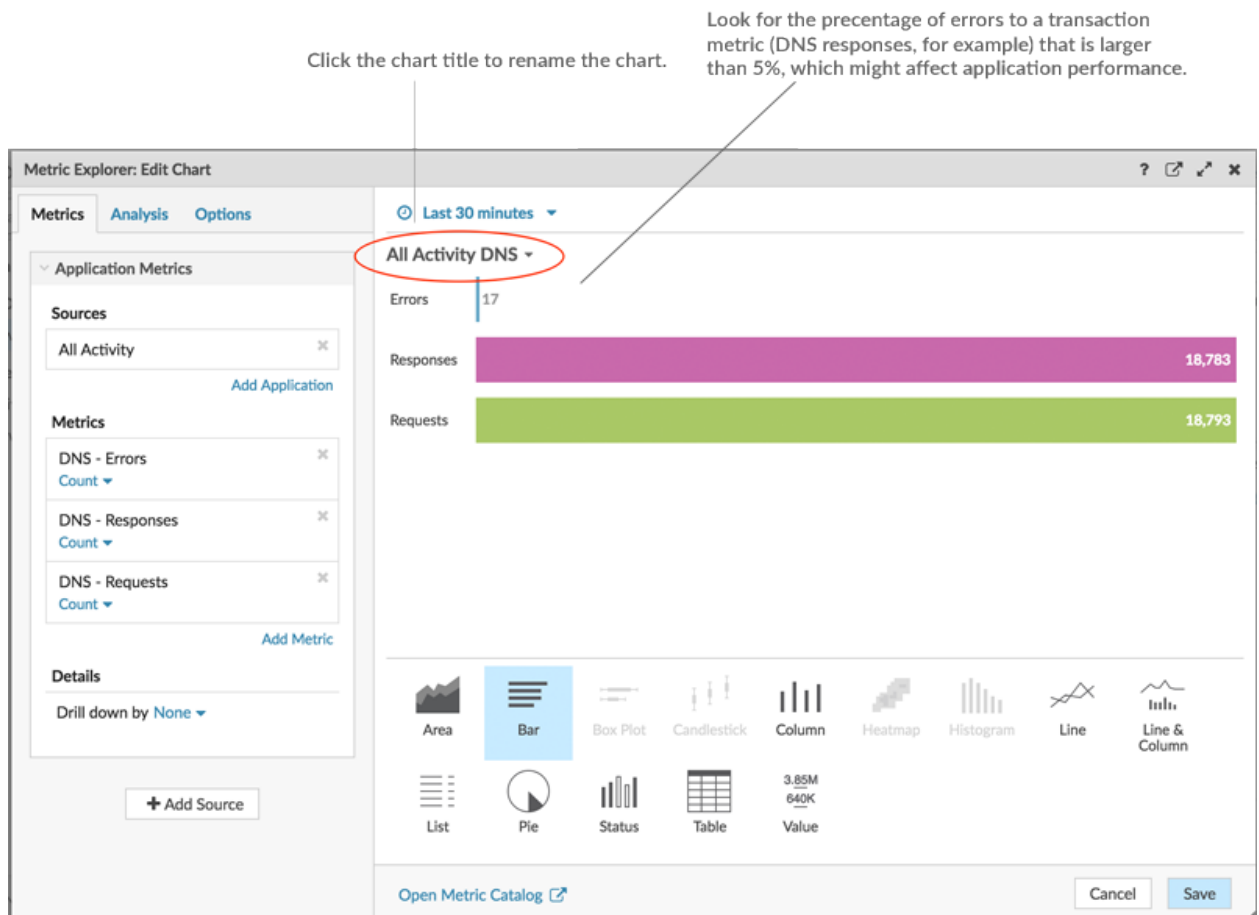 Look for the precentage of errors to a transaction
metric (DNS responses, for example) that is larger
than 5%, which might affect application performance.
Click the chart title to rename the chart.
Metric Explorer: Edit Chart
?
Metrics Analysis Options
Last 30 minutes
Application Metrics
Sources
All Activity
Add Application
Metrics
DNS - Errors
Count
DNS - Responses
Count
DNS - Requests
Count
Add Metric
Details
Drill down by None
+ Add Source
All Activity DNS
Errors 17
Responses 18,783
Requests 18,793
Area Bar Box Plot Candlestick Column Heatmap Histogram Line Line &
Column
3.85M
640K
List Pie Status Table Value
Open Metric Catalog
Cancel Save